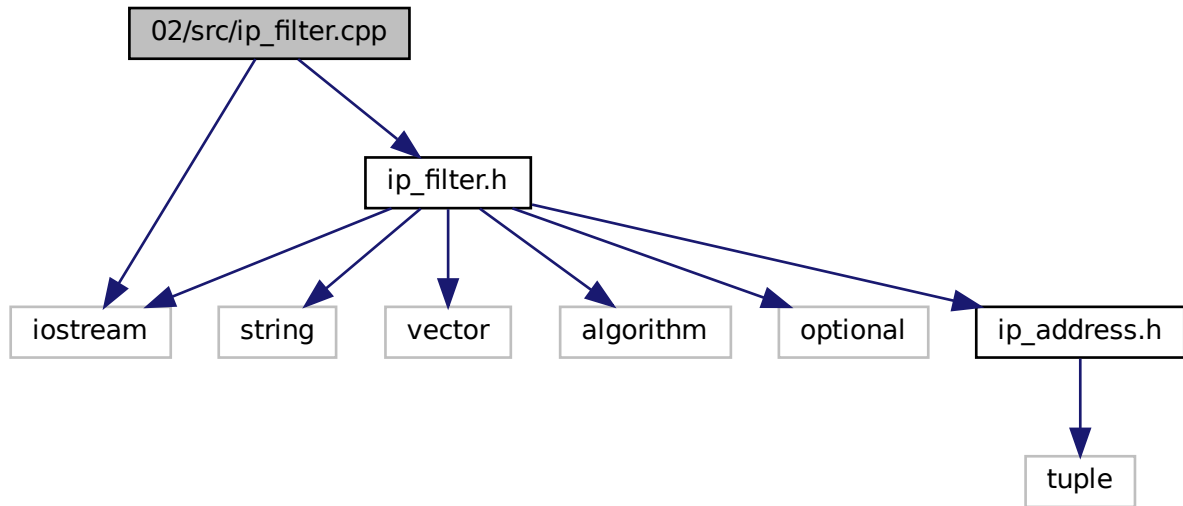 02/src/ip_filter.cpp
ip_filter.h
iostream
string
vector
algorithm
optional
ip_address.h
tuple